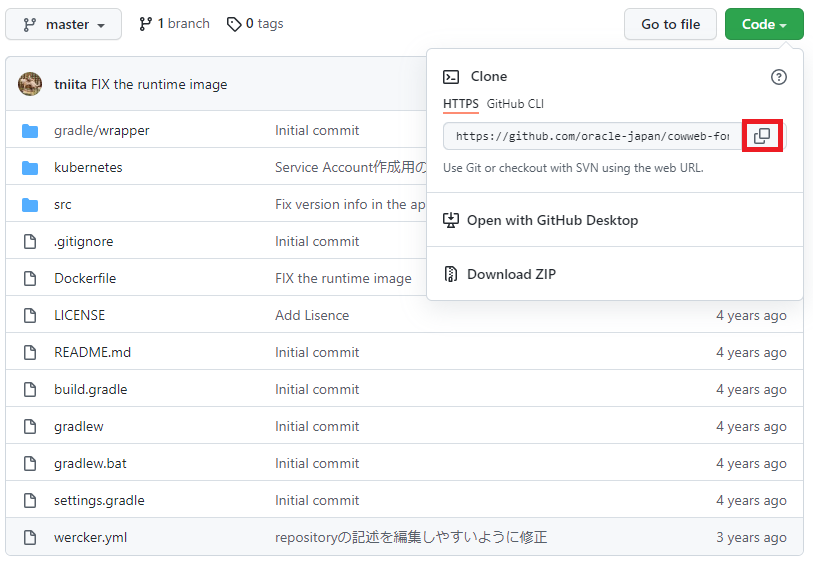 master 1 branch 0 tags Go to file Code
tniita FIX the runtime image
Clone
HTTPS GitHub CLI
https://github.com/oracle-japan/cowweb-for
Use Git or checkout with SVN using the web URL.
Open with GitHub Desktop
Download ZIP
gradle/wrapper Initial commit
kubernetes Service Account作成用の
src Fix version info in the ap
.gitignore Initial commit
Dockerfile FIX the runtime image
LICENSE Add Lisence 4 years ago
README.md Initial commit 4 years ago
build.gradle Initial commit 4 years ago
gradlew Initial commit 4 years ago
gradlew.bat Initial commit 4 years ago
settings.gradle Initial commit 4 years ago
wercker.yml repositoryの記述を編集しやすいように修正 3 years ago